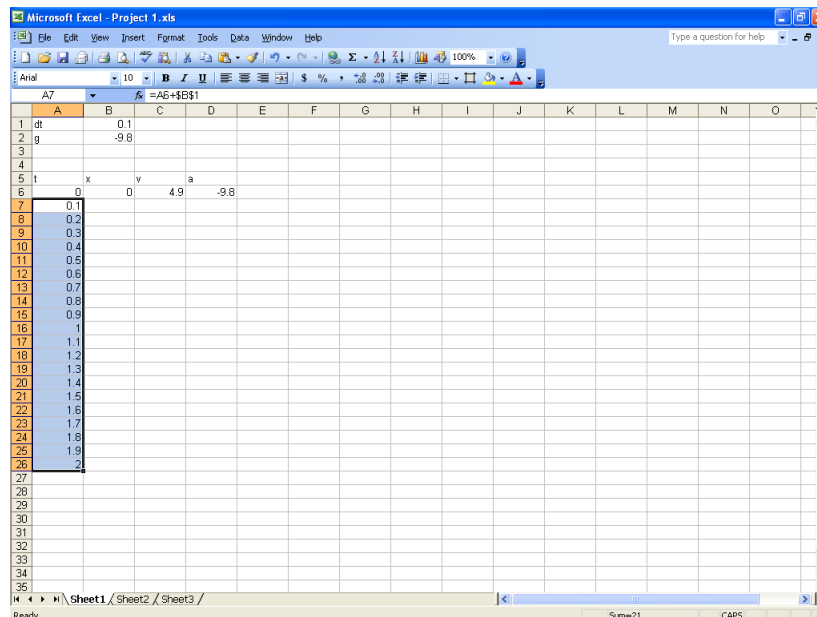 Microsoft Excel - Project 1.xls
File Edit View Insert Format Tools Data Window Help Type a question for help
100%
Arial 10 B I U $ % ,
A7 fx =A6+$B$1
A B C D E F G H I J K L M N O
1 dt 0.1
2 g -9.8
3
4
5 t x v a
6 0 0 4.9 -9.8
7 0.1
8 0.2
9 0.3
10 0.4
11 0.5
12 0.6
13 0.7
14 0.8
15 0.9
16 1
17 1.1
18 1.2
19 1.3
20 1.4
21 1.5
22 1.6
23 1.7
24 1.8
25 1.9
26 2
27
28
29
30
31
32
33
34
35
Sheet1 Sheet2 Sheet3
Ready Sum=21 CAPS